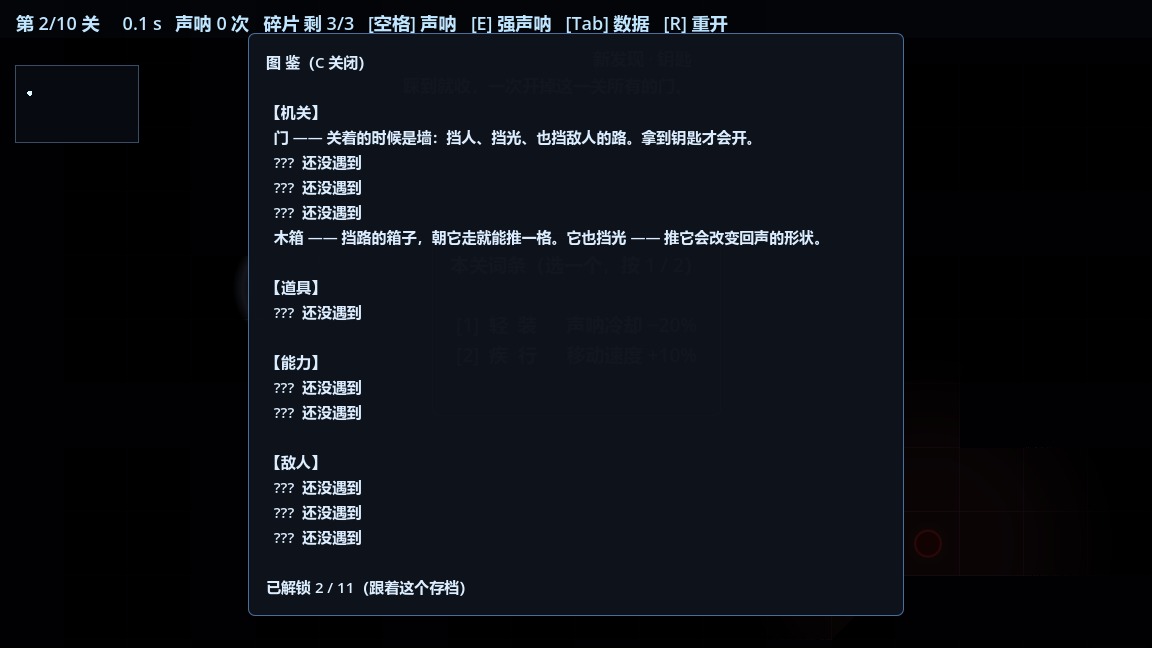 第 2/10 关 0.1 s 声呐 0 次 碎片 剩 3/3 [空格] 声呐 [E] 强声呐 [Tab] 数据 [R] 重开
图 鉴（C 关闭）
【机关】
门 —— 关着的时候是墙：挡人、挡光、也挡敌人的路。拿到钥匙才会开。
??? 还没遇到
??? 还没遇到
??? 还没遇到
木箱 —— 挡路的箱子，朝它走就能推一格。它也挡光 —— 推它会改变回声的形状。
【道具】
??? 还没遇到
【能力】
??? 还没遇到
??? 还没遇到
【敌人】
??? 还没遇到
??? 还没遇到
??? 还没遇到
已解锁 2 / 11（跟着这个存档）